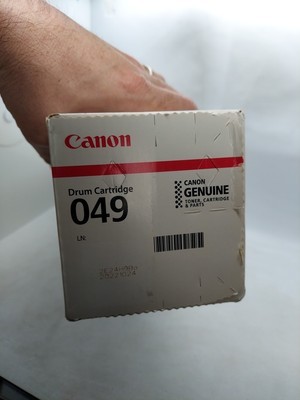 Canon
Drum Cartridge
049
CANON
GENUINE
TONER, CARTRIDGE
& PARTS